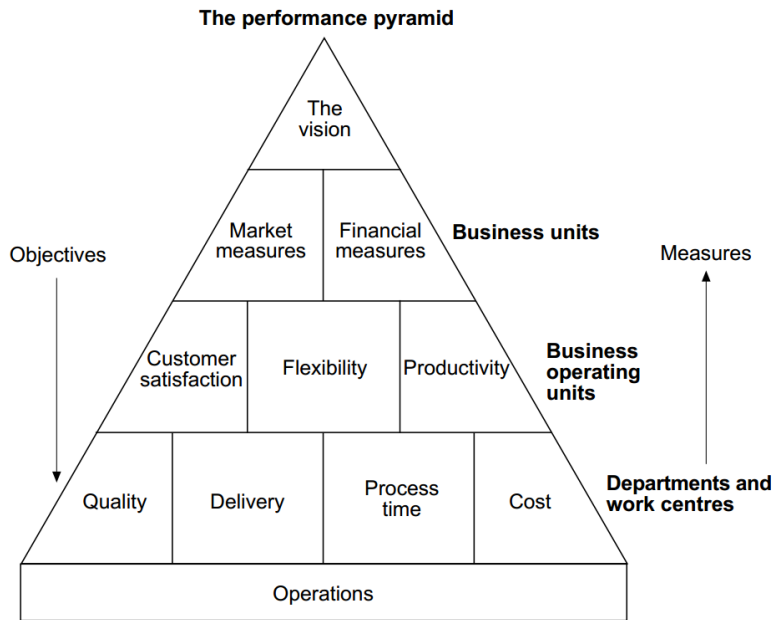 The performance pyramid
The
vision
Market
measures
Financial
measures
Business units
Objectives
Measures
Customer
satisfaction
Flexibility
Productivity
Business
operating
units
Quality
Delivery
Process
time
Cost
Departments and
work centres
Operations